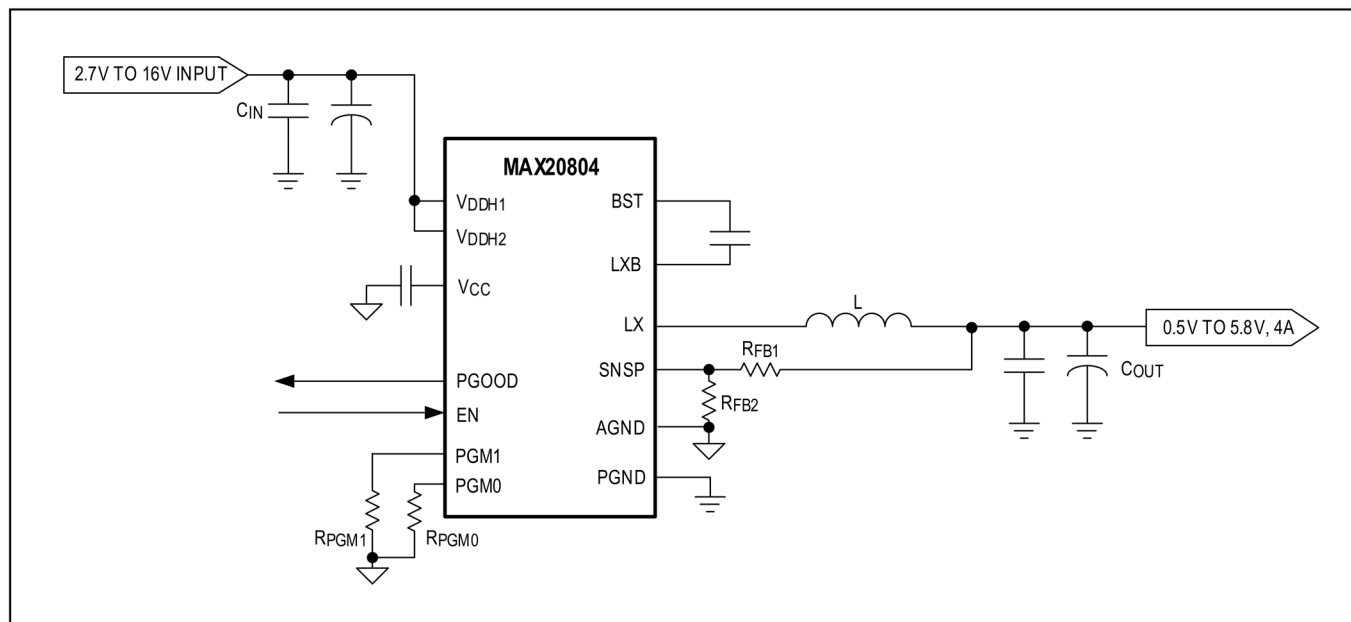 2.7V TO 16V INPUT
CIN
MAX20804
VDDH1
VDDH2
VCC
PGOOD
EN
PGM1
PGM0
RPGM1
RPGM0
BST
LXB
LX
SNSP
AGND
PGND
L
RFB1
RFB2
COUT
0.5V TO 5.8V, 4A